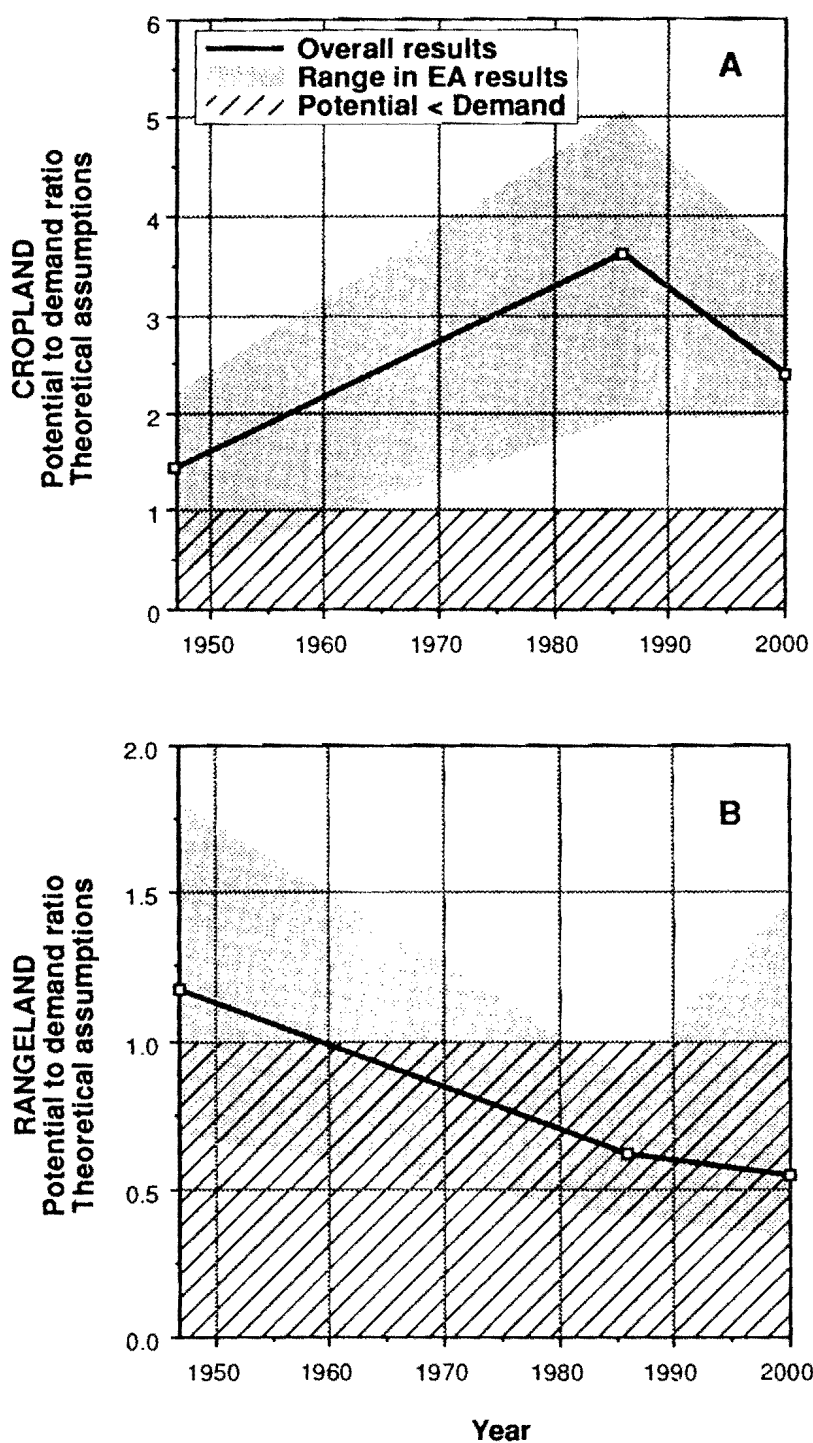 6
Overall results
A
Range in EA results
Potential < Demand
5
4
3
2
1
0
CROPLAND
Potential to demand ratio
Theoretical assumptions
1950 1960 1970 1980 1990 2000
2.0
B
1.5
1.0
0.5
0.0
RANGELAND
Potential to demand ratio
Theoretical assumptions
1950 1960 1970 1980 1990 2000
Year